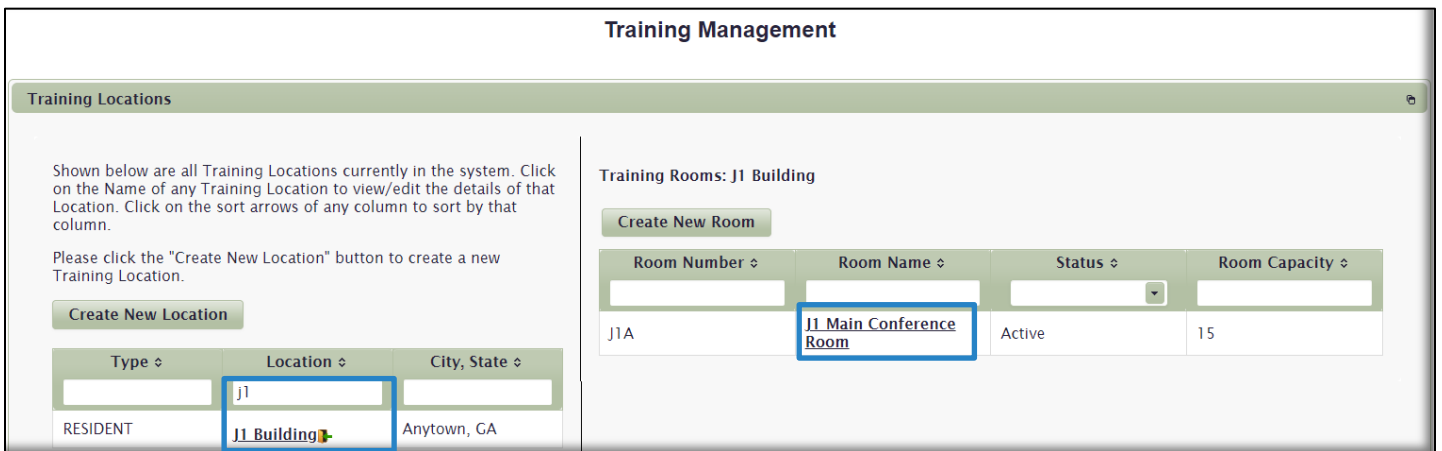 Training Management
Training Locations
Shown below are all Training Locations currently in the system. Click
on the Name of any Training Location to view/edit the details of that
Location. Click on the sort arrows of any column to sort by that
column.
Please click the "Create New Location" button to create a new
Training Location.
Create New Location
Type Location City, State
j1
RESIDENT J1 Building Anytown, GA
Training Rooms: J1 Building
Create New Room
Room Number Room Name Status Room Capacity
J1A J1 Main Conference Active 15
Room